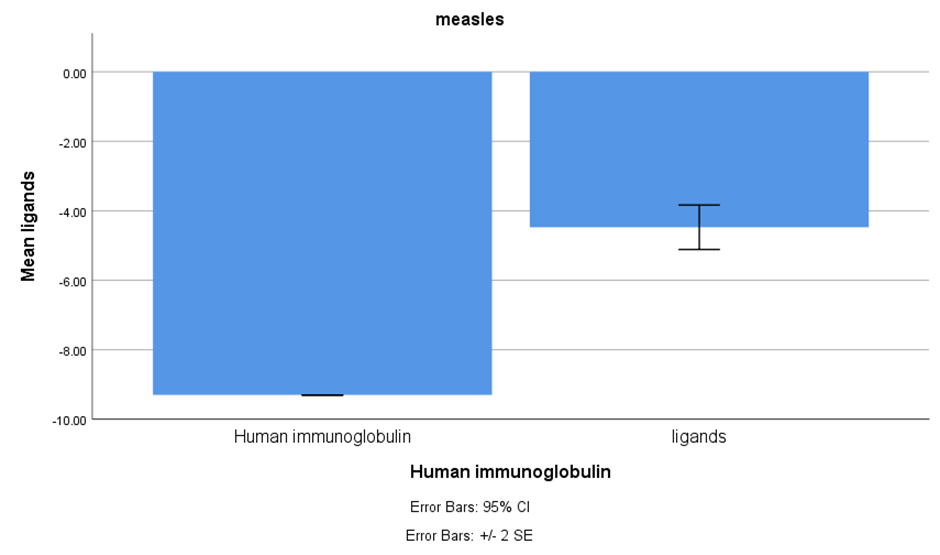 measles
0.00
-2.00
-4.00
-6.00
-8.00
-10.00
Mean ligands
Human immunoglobulin
ligands
Human immunoglobulin
Error Bars: 95% CI
Error Bars: +/- 2 SE